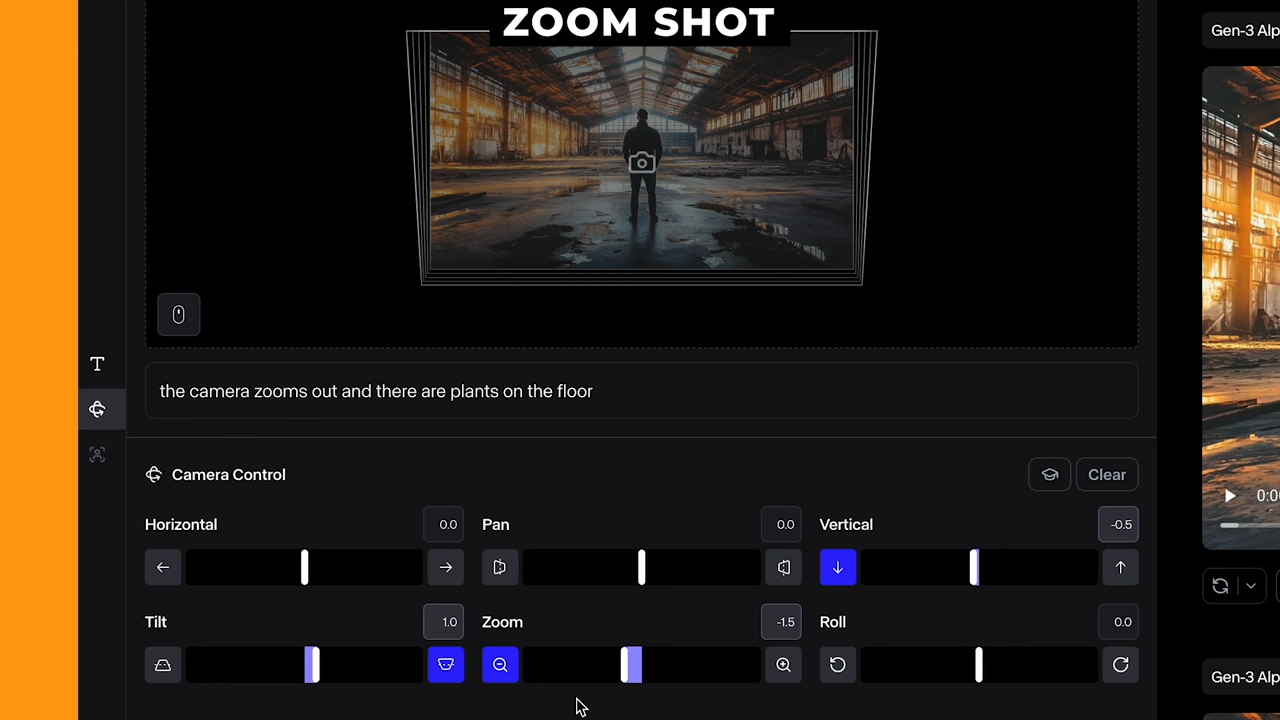 ZOOM SHOT
Gen-3 Alp
T
the camera zooms out and there are plants on the floor
Camera Control
Clear
0:0
Horizontal 0.0 Pan 0.0 Vertical -0.5
Tilt 1.0 Zoom -1.5 Roll 0.0
Gen-3 Alp